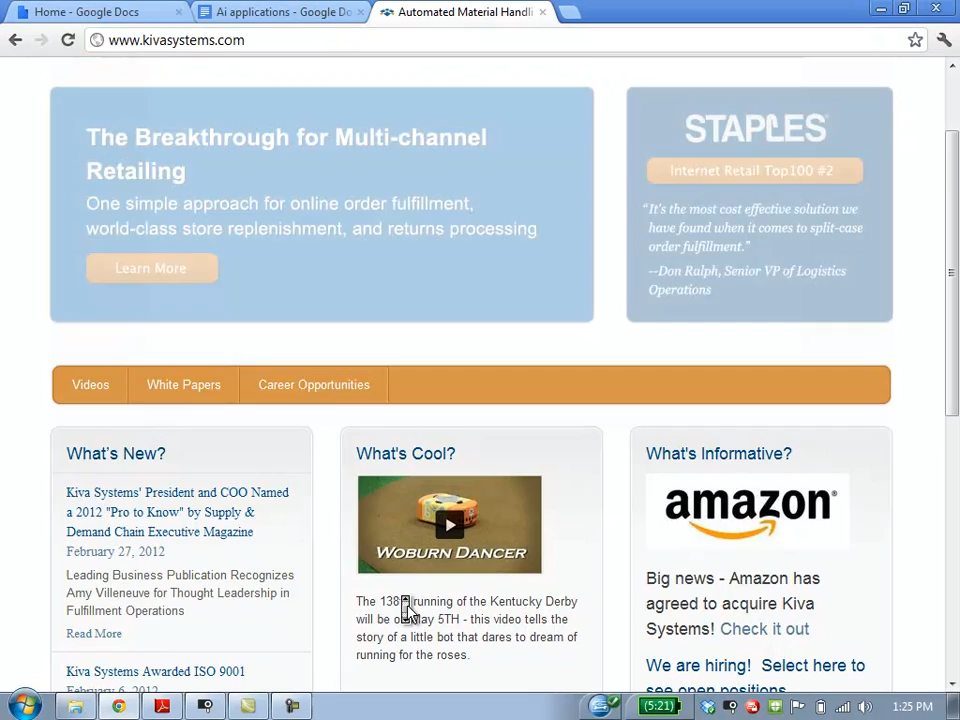 Home - Google Docs
Ai applications - Google Do
Automated Material Handli
www.kivasystems.com
The Breakthrough for Multi-channel
Retailing
One simple approach for online order fulfillment,
world-class store replenishment, and returns processing
Learn More
STAPLES
Internet Retail Top100 #2
“It's the most cost effective solution we
have found when it comes to split-case
order fulfillment.”
--Don Ralph, Senior VP of Logistics
Operations
Videos
White Papers
Career Opportunities
What's New?
Kiva Systems' President and COO Named
a 2012 "Pro to Know" by Supply &
Demand Chain Executive Magazine
February 27, 2012
Leading Business Publication Recognizes
Amy Villeneuve for Thought Leadership in
Fulfillment Operations
Read More
Kiva Systems Awarded ISO 9001
February 6, 2012
What's Cool?
WOBURN DANCER
The 138 running of the Kentucky Derby
will be May 5TH - this video tells the
story of a little bot that dares to dream of
running for the roses.
What's Informative?
amazon
Big news - Amazon has
agreed to acquire Kiva
Systems! Check it out
We are hiring! Select here to
see open positions
(5:21)
1:25 PM